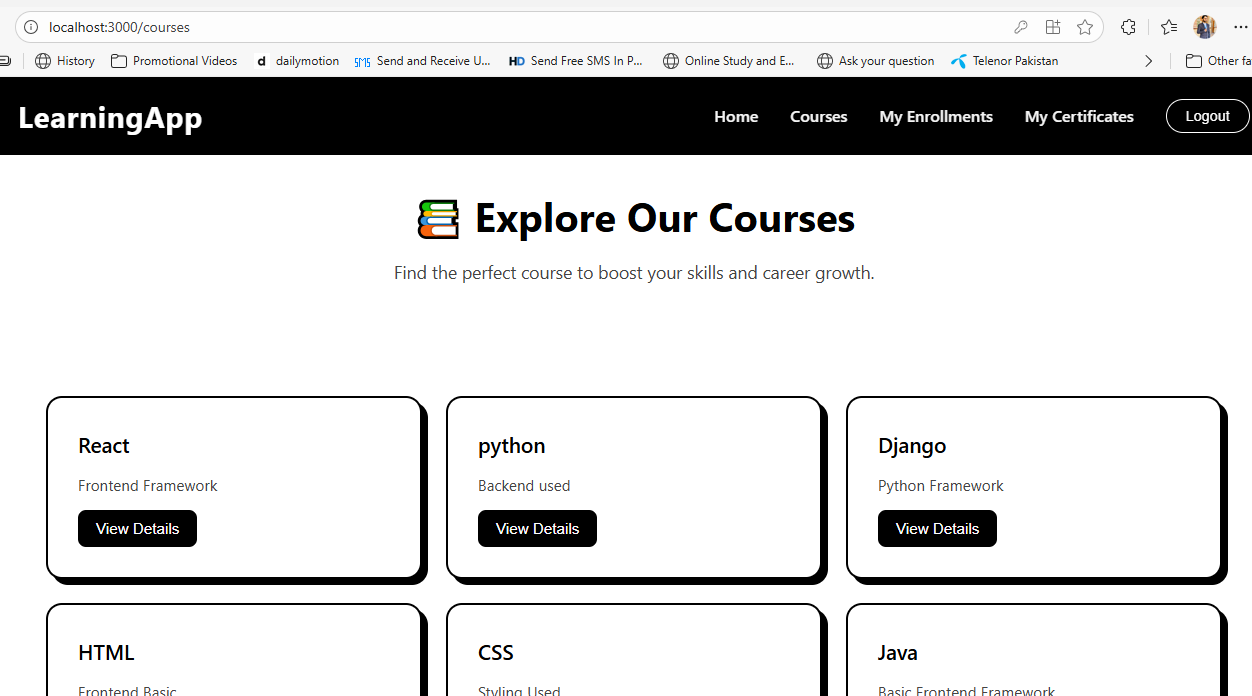 localhost:3000/courses
History Promotional Videos d dailymotion SMS Send and Receive U... HD Send Free SMS In P... Online Study and E... Ask your question Telenor Pakistan Other fa
LearningApp Home Courses My Enrollments My Certificates Logout
Explore Our Courses
Find the perfect course to boost your skills and career growth.
React python Django
Frontend Framework Backend used Python Framework
View Details View Details View Details
HTML CSS Java
Frontend Basic Styling Used Basic Frontend Framework